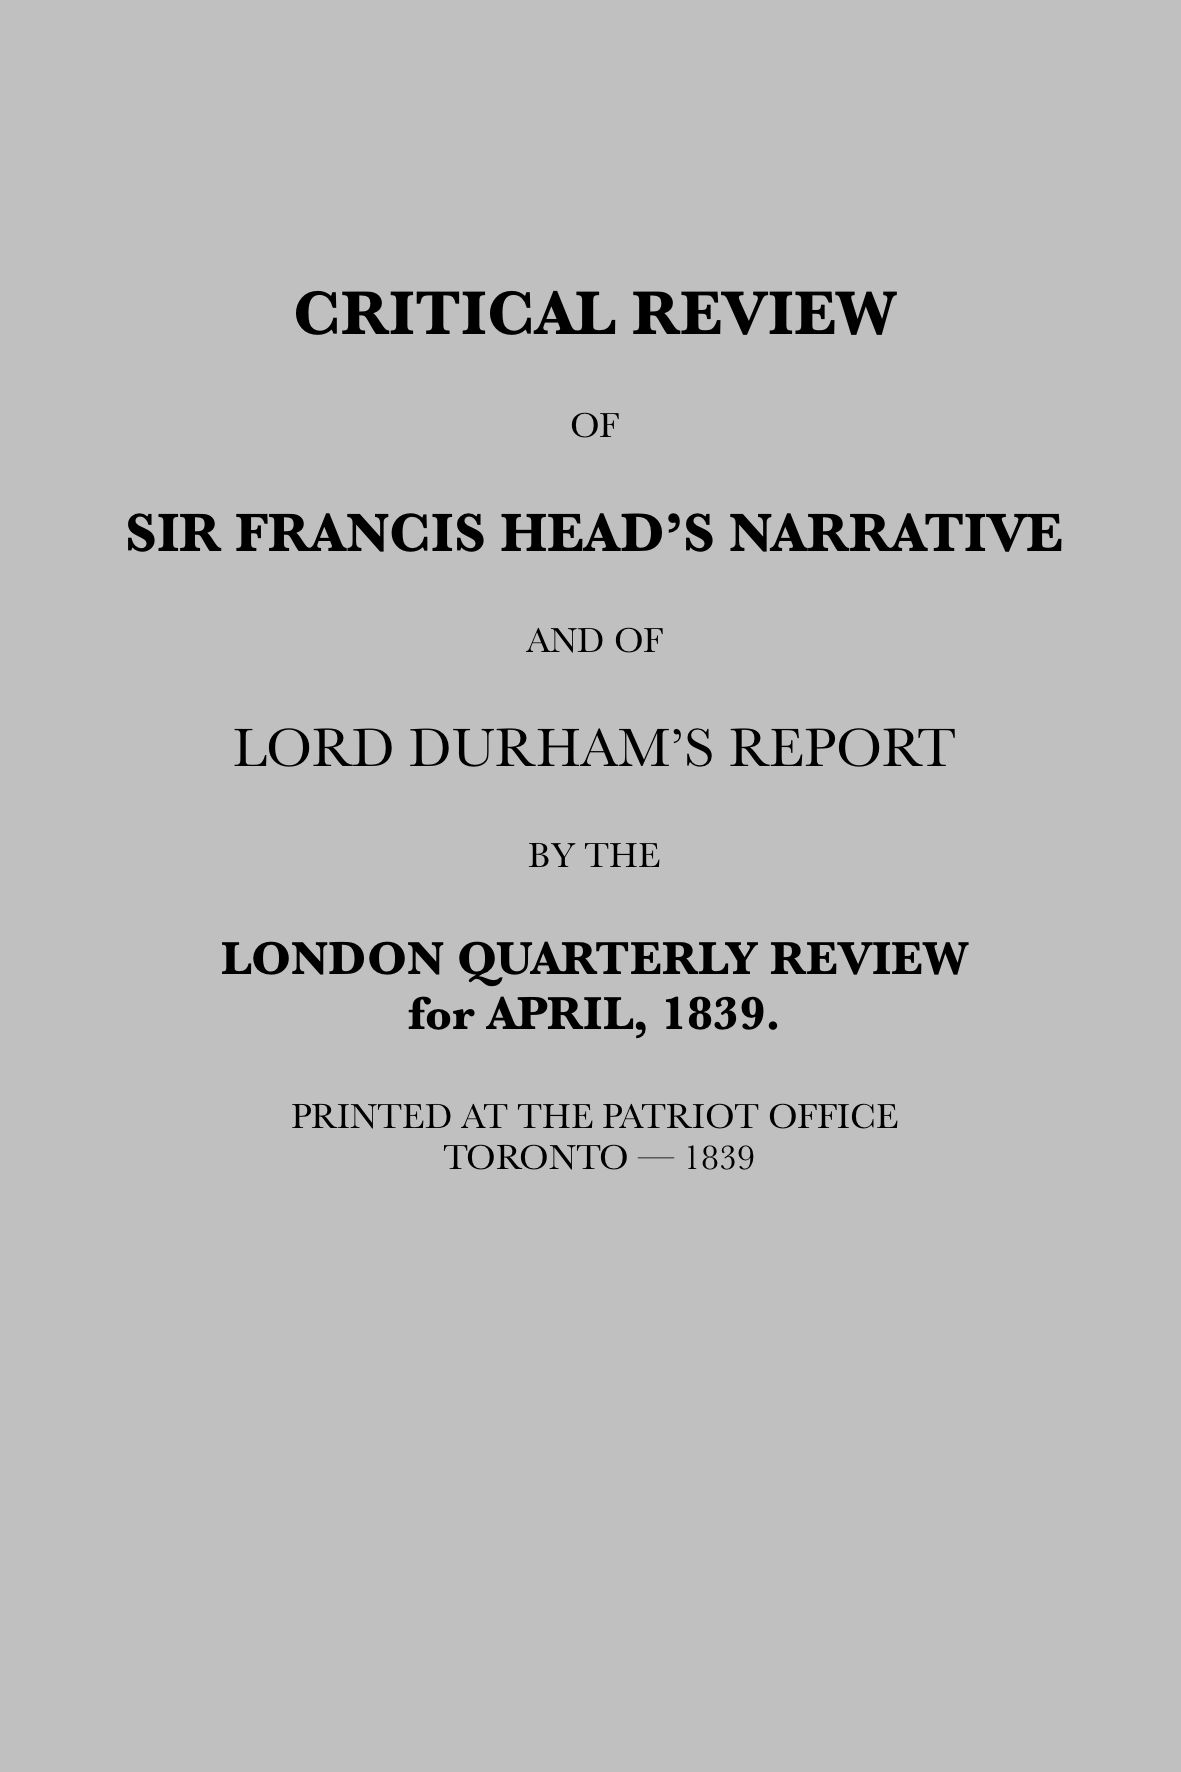 CRITICAL REVIEW
OF
SIR FRANCIS HEAD’S NARRATIVE
AND OF
LORD DURHAM’S REPORT
BY THE
LONDON QUARTERLY REVIEW
for APRIL, 1839.
PRINTED AT THE PATRIOT OFFICE
TORONTO — 1839